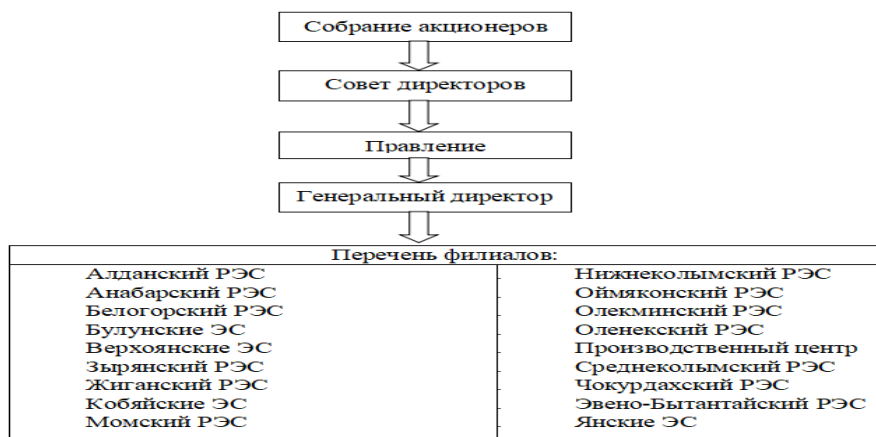 Собрание акционеров
Совет директоров
Правление
Генеральный директор
Перечень филиалов:
Алданский РЭС
Анабарский РЭС
Белогорский РЭС
Булунские ЭС
Верхоянские ЭС
Зырянский РЭС
Жиганский РЭС
Кобяйские ЭС
Момский РЭС
Нижнеколымский РЭС
Оймяконский РЭС
Олекминский РЭС
Оленекский РЭС
Производственный центр
Среднеколымский РЭС
Чокурдахский РЭС
Эвено-Бытантайский РЭС
Янские ЭС